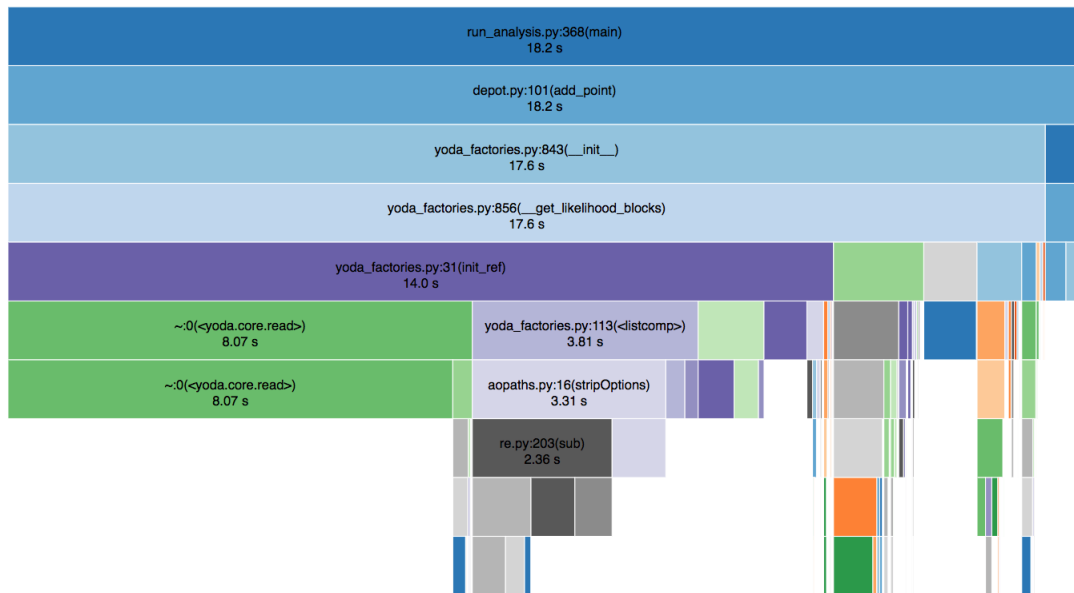 run_analysis.py:368(main)
18.2 s
depot.py:101(add_point)
18.2 s
yoda_factories.py:843(__init__)
17.6 s
yoda_factories.py:856(__get_likelihood_blocks)
17.6 s
yoda_factories.py:31(init_ref)
14.0 s
~:0(<yoda.core.read>)
8.07 s
yoda_factories.py:113(<listcomp>)
3.81 s
~:0(<yoda.core.read>)
8.07 s
aopaths.py:16(stripOptions)
3.31 s
re.py:203(sub)
2.36 s